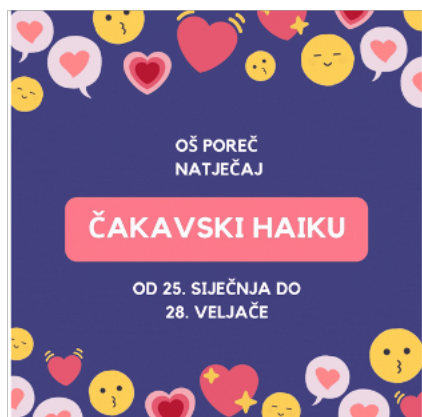 OŠ POREČ
NATJEČAJ
ČAKAVSKI HAIKU
OD 25. SIJEČNJA DO
28. VELJAČE